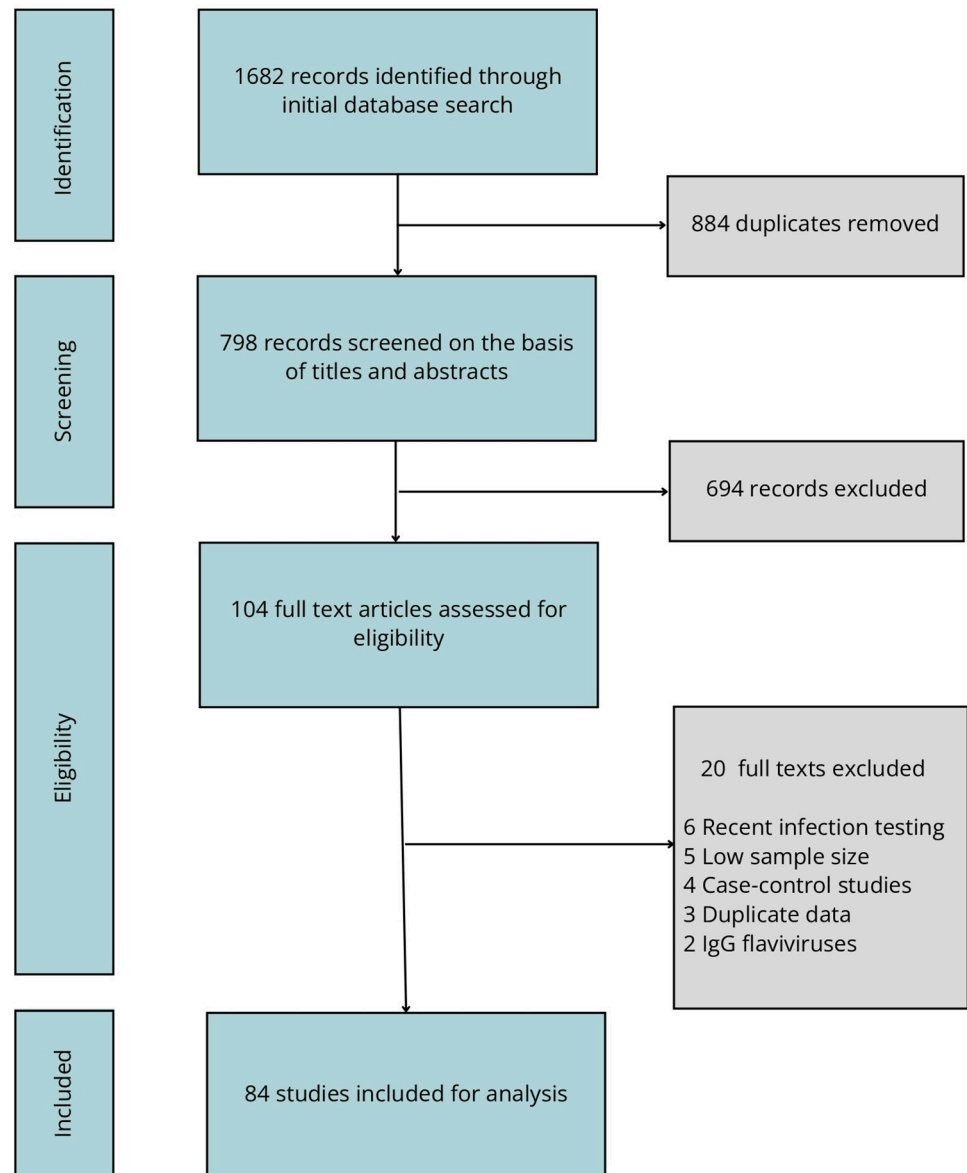 Identification
1682 records identified through
initial database search
884 duplicates removed
Screening
798 records screened on the basis
of titles and abstracts
694 records excluded
Eligibility
104 full text articles assessed for
eligibility
20 full texts excluded
6 Recent infection testing
5 Low sample size
4 Case-control studies
3 Duplicate data
2 IgG flaviviruses
Included
84 studies included for analysis